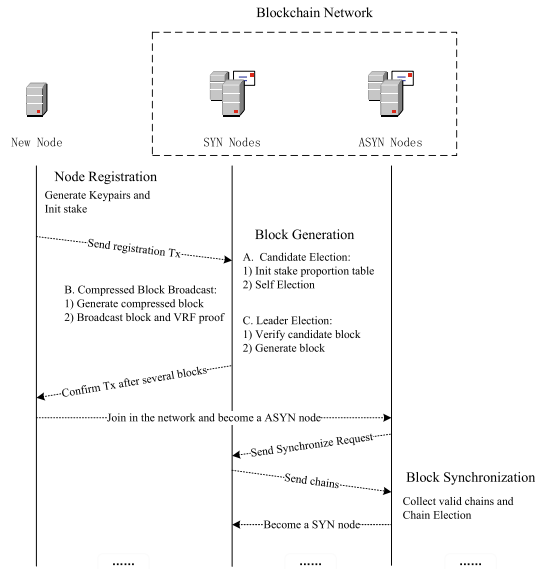 Blockchain Network
New Node
SYN Nodes
ASYN Nodes
Node Registration
Generate Keypairs and
Init stake
Send registration Tx
Block Generation
A. Candidate Election:
1) Init stake proportion table
2) Self Election
B. Compressed Block Broadcast:
1) Generate compressed block
2) Broadcast block and VRF proof
C. Leader Election:
1) Verify candidate block
2) Generate block
Confirm Tx after several blocks
Join in the network and become a ASYN node
Send Synchronize Request
Send chains
Block Synchronization
Collect valid chains and
Chain Election
Become a SYN node
......
......
......